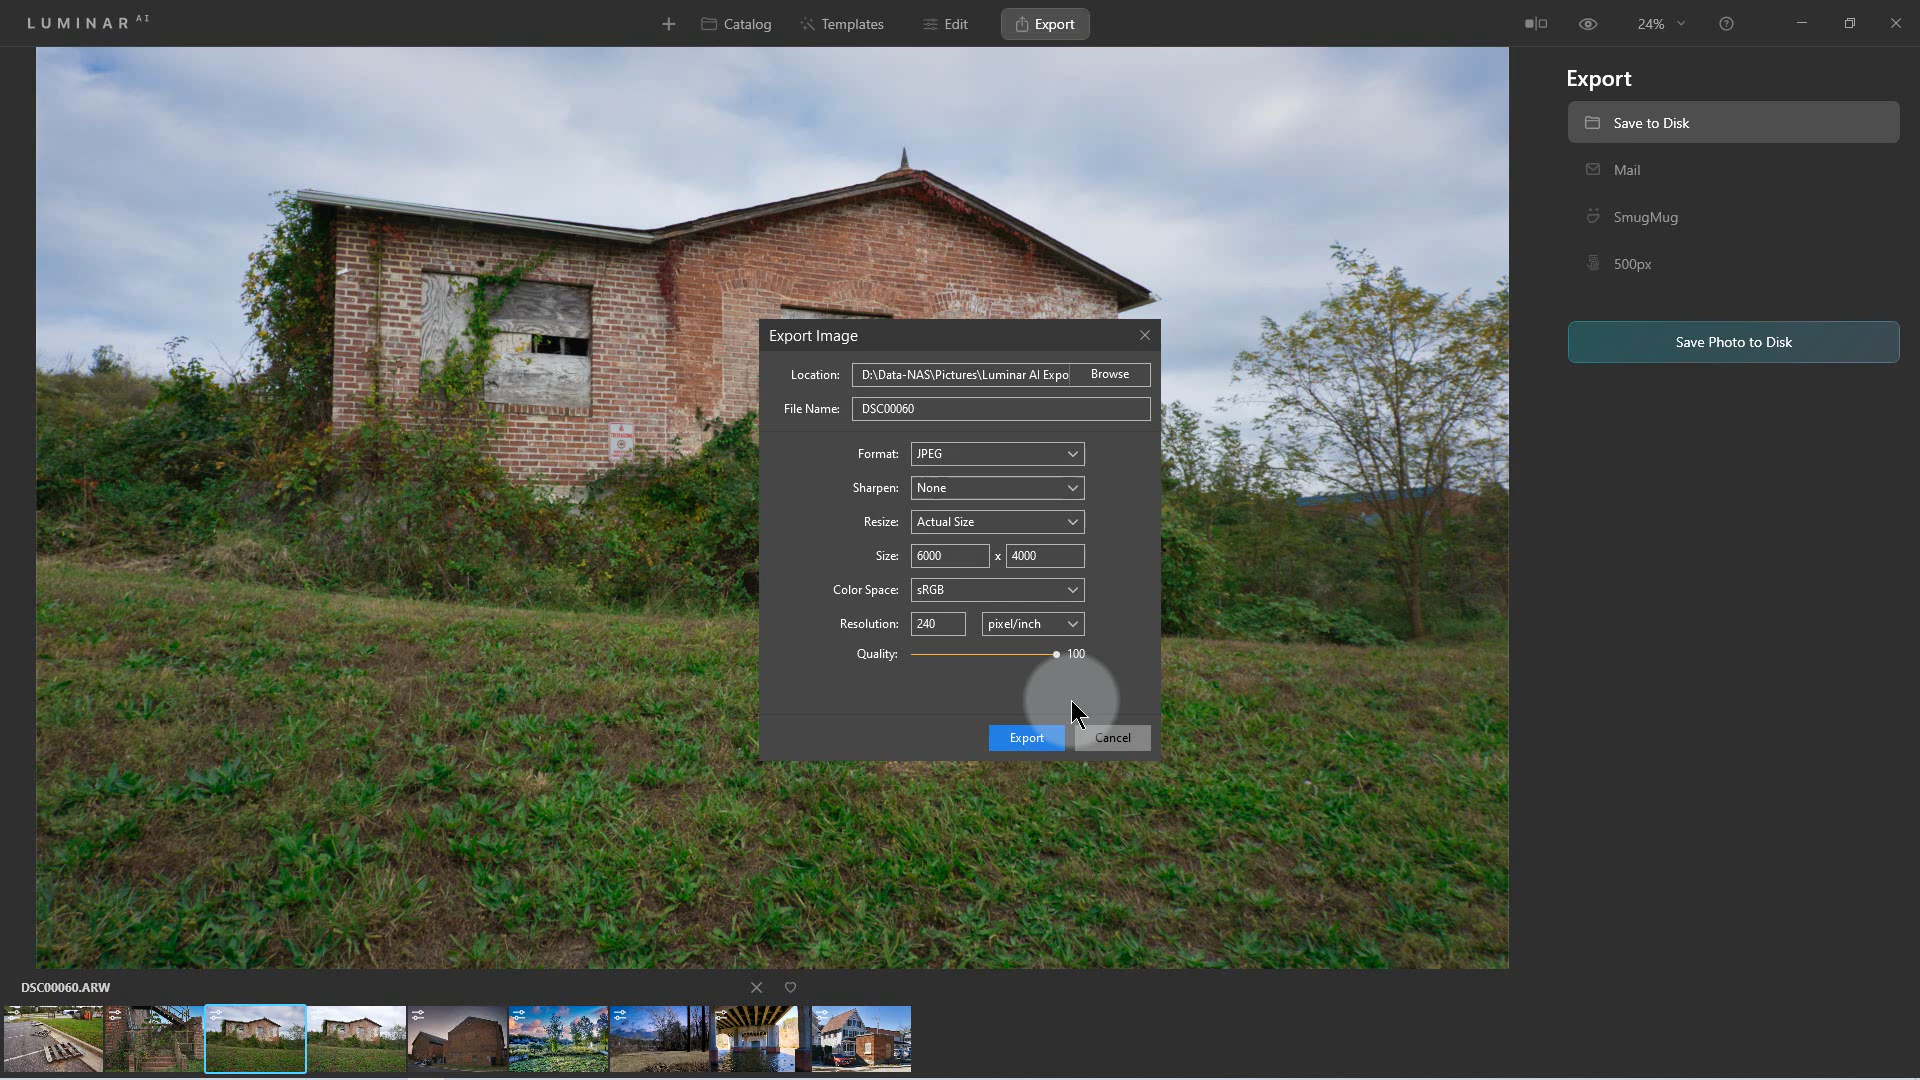 LUMINAR AI
Catalog
Templates
Edit
Export
24%
Export
Save to Disk
Mail
SmugMug
500px
Save Photo to Disk
Export Image
Location: D:\Data-NAS\Pictures\Luminar AI Expo Browse
File Name: DSC00060
Format: JPEG
Sharpen: None
Resize: Actual Size
Size: 6000 x 4000
Color Space: sRGB
Resolution: 240 pixel/inch
Quality: 100
Export Cancel
DSC00060.ARW